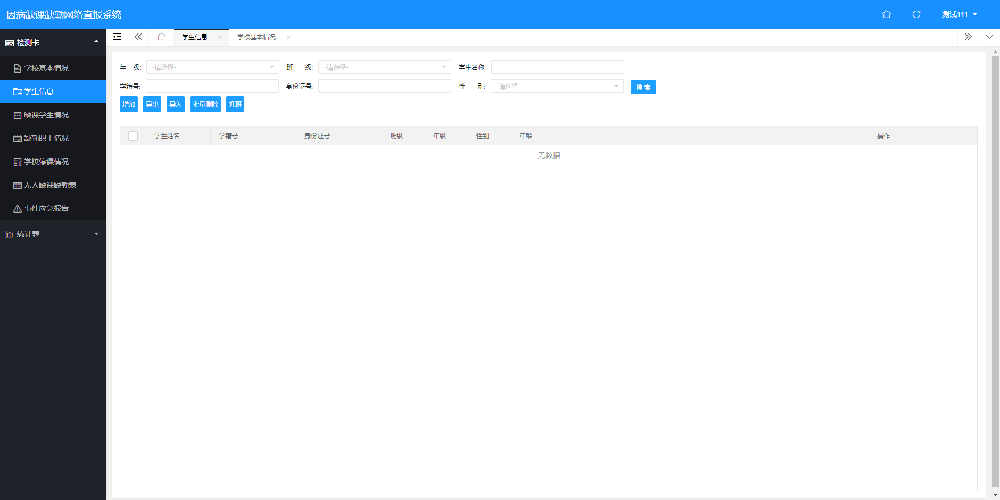 因病缺课缺勤网络直报系统
测试111
检测卡
学校基本情况
学生信息
缺课学生情况
缺勤职工情况
学校停课情况
无人缺课缺勤表
事件应急报告
统计表
学生信息
学校基本情况
年 级: -请选择- 班 级: -请选择- 学生名称:
学籍号: 身份证号: 性 别: -请选择- 搜 索
增加 导出 导入 批量删除 升班
学生姓名 学籍号 身份证号 班级 年级 性别 年龄 操作
无数据